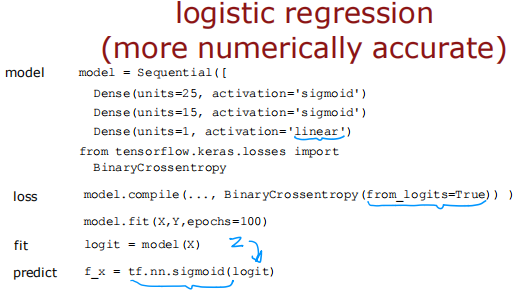 logistic regression
(more numerically accurate)
model model = Sequential([
Dense(units=25, activation='sigmoid')
Dense(units=15, activation='sigmoid')
Dense(units=1, activation='linear')
from tensorflow.keras.losses import
BinaryCrossentropy
loss model.compile(..., BinaryCrossentropy(from_logits=True)) )
model.fit(X,Y,epochs=100)
fit logit = model(X) z
predict f_x = tf.nn.sigmoid(logit)